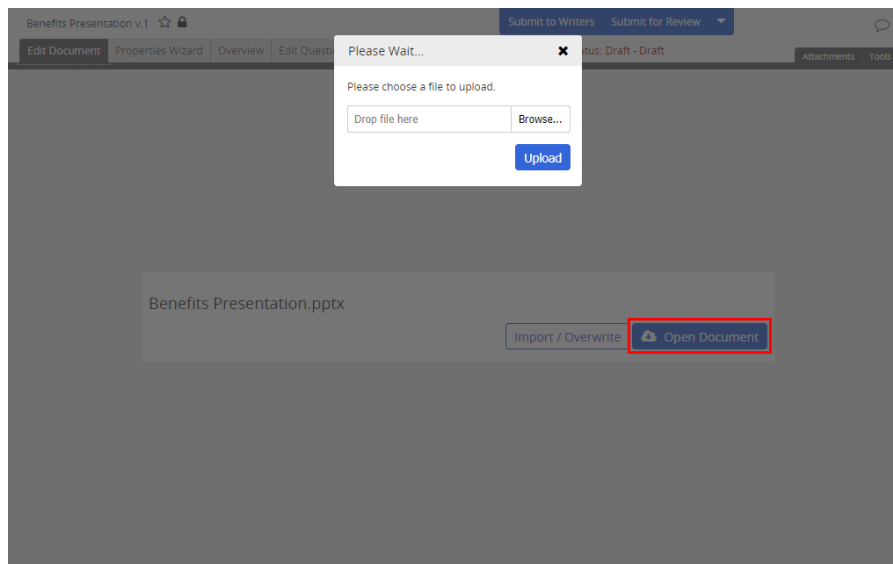 Benefits Presentation v.1
Submit to Writers Submit for Review
Edit Document Properties Wizard Overview Edit Questi
tus: Draft - Draft
Attachments Tools
Please Wait...
Please choose a file to upload.
Drop file here Browse...
Upload
Benefits Presentation.pptx
Import / Overwrite Open Document